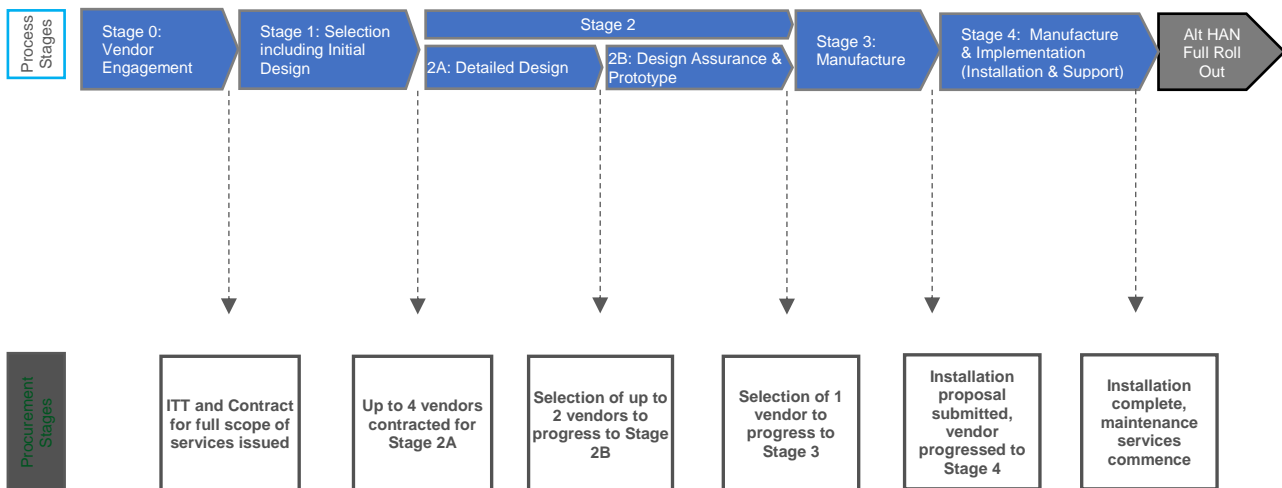 Process
Stages
Stage 0:
Vendor
Engagement
Stage 1: Selection
including Initial
Design
Stage 2
2A: Detailed Design
2B: Design Assurance &
Prototype
Stage 3:
Manufacture
Stage 4:  Manufacture
& Implementation
(Installation & Support)
Alt HAN
Full Roll
Out
Procurement
Stages
ITT and Contract
for full scope of
services issued
Up to 4 vendors
contracted for
Stage 2A
Selection of up to
2 vendors to
progress to Stage
2B
Selection of 1
vendor to
progress to
Stage 3
Installation
proposal
submitted,
vendor
progressed to
Stage 4
Installation
complete,
maintenance
services
commence